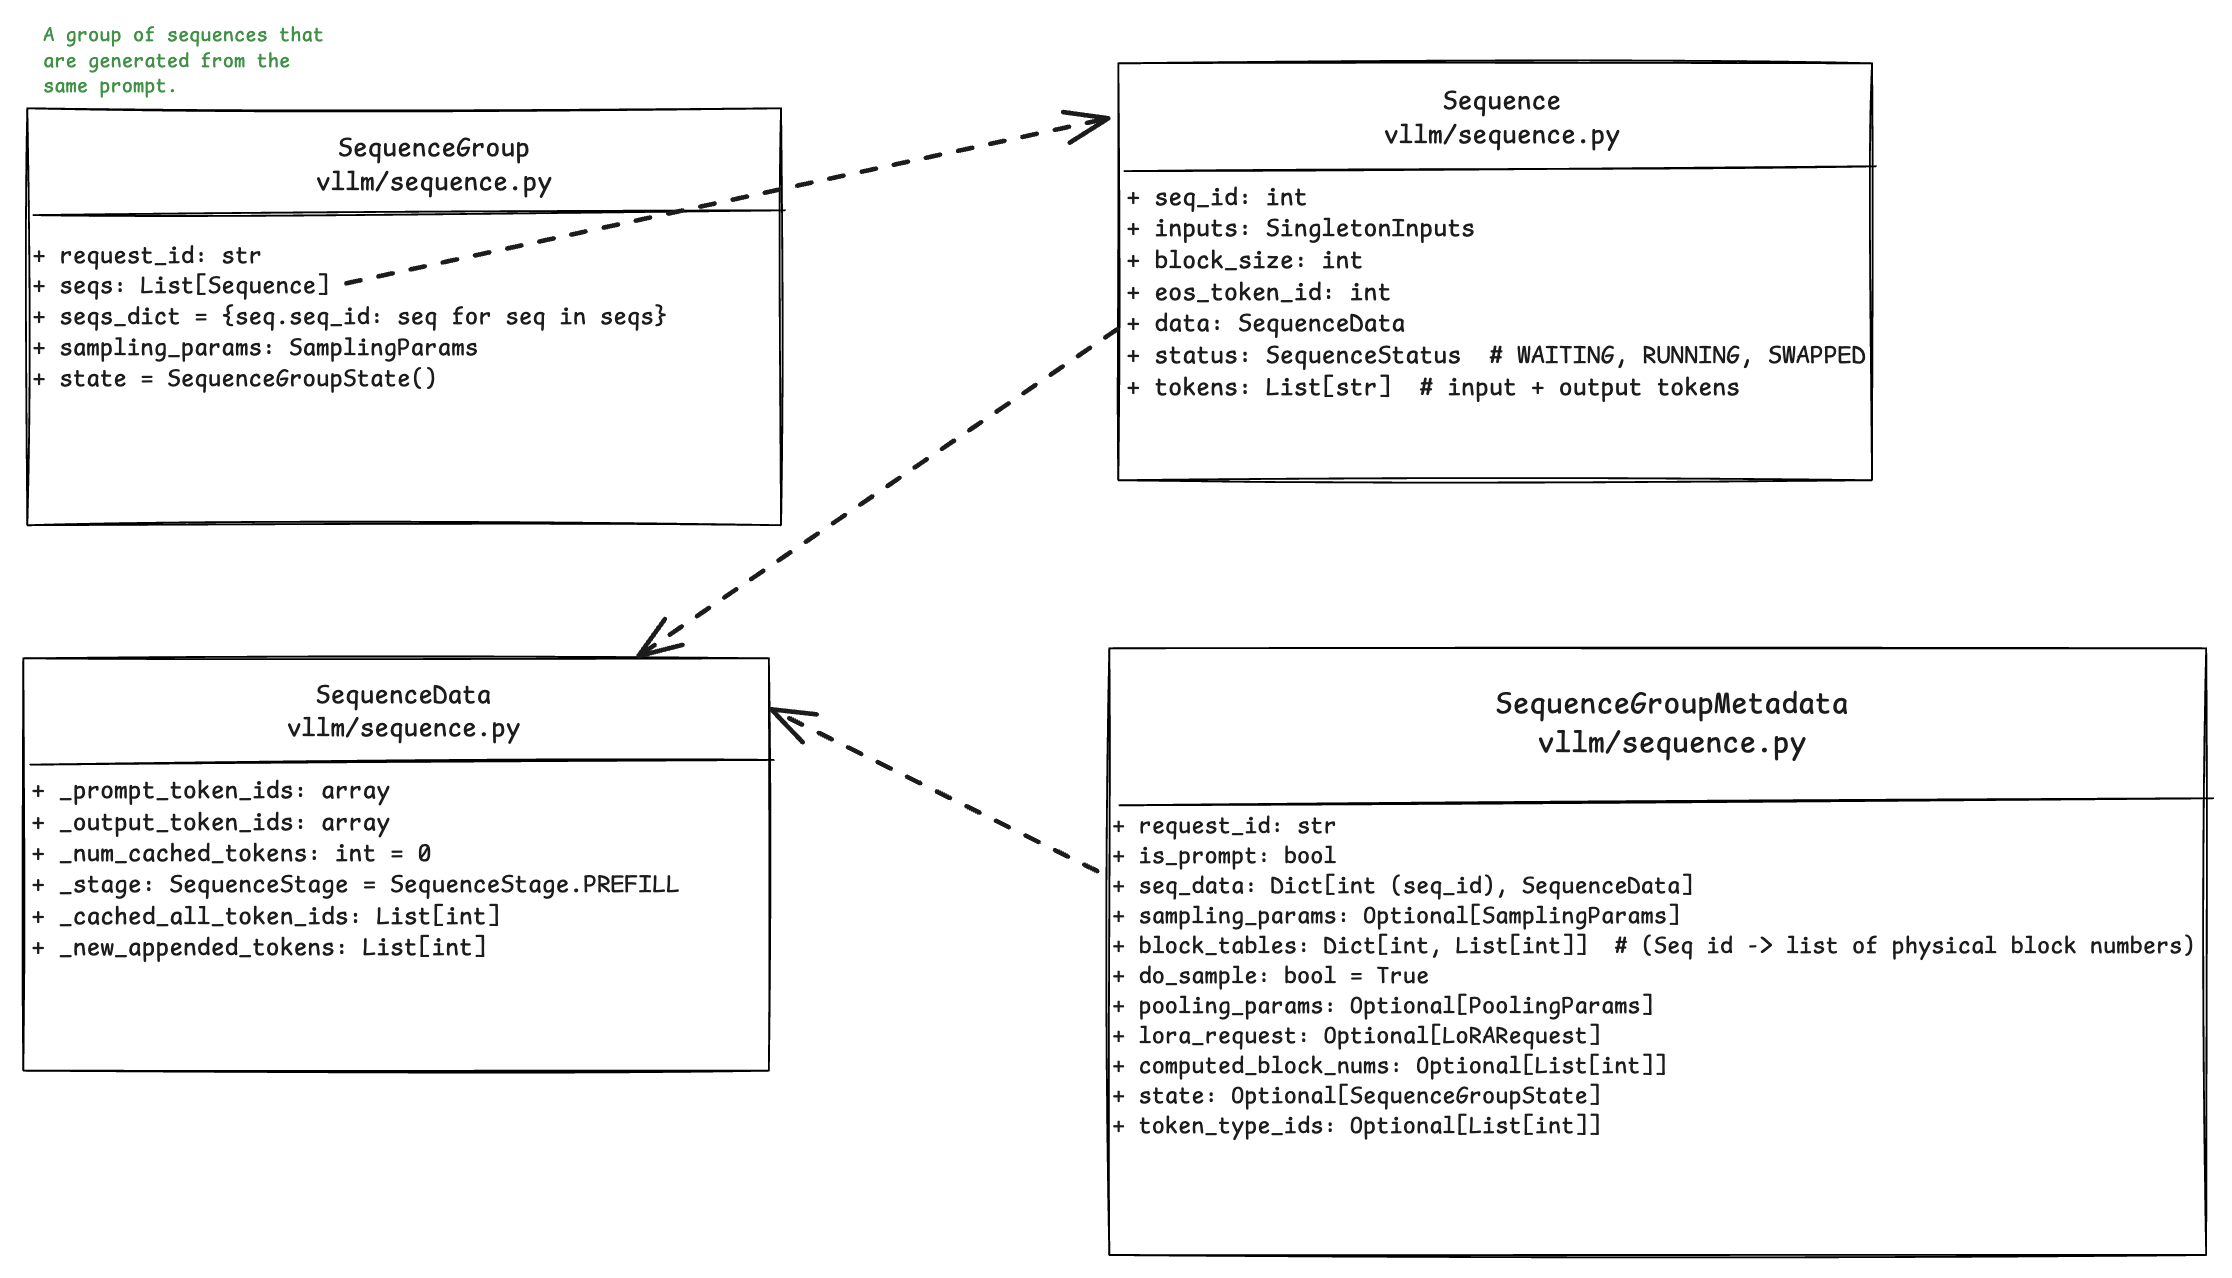 A group of sequences that
are generated from the
same prompt.
SequenceGroup
vllm/sequence.py
+ request_id: str
+ seqs: List[Sequence]
+ seqs_dict = {seq.seq_id: seq for seq in seqs}
+ sampling_params: SamplingParams
+ state = SequenceGroupState()
Sequence
vllm/sequence.py
+ seq_id: int
+ inputs: SingletonInputs
+ block_size: int
+ eos_token_id: int
+ data: SequenceData
+ status: SequenceStatus  # WAITING, RUNNING, SWAPPED
+ tokens: List[str]  # input + output tokens
SequenceData
vllm/sequence.py
+ _prompt_token_ids: array
+ _output_token_ids: array
+ _num_cached_tokens: int = 0
+ _stage: SequenceStage = SequenceStage.PREFILL
+ _cached_all_token_ids: List[int]
+ _new_appended_tokens: List[int]
SequenceGroupMetadata
vllm/sequence.py
+ request_id: str
+ is_prompt: bool
+ seq_data: Dict[int (seq_id), SequenceData]
+ sampling_params: Optional[SamplingParams]
+ block_tables: Dict[int, List[int]]  # (Seq id -> list of physical block numbers)
+ do_sample: bool = True
+ pooling_params: Optional[PoolingParams]
+ lora_request: Optional[LoRARequest]
+ computed_block_nums: Optional[List[int]]
+ state: Optional[SequenceGroupState]
+ token_type_ids: Optional[List[int]]